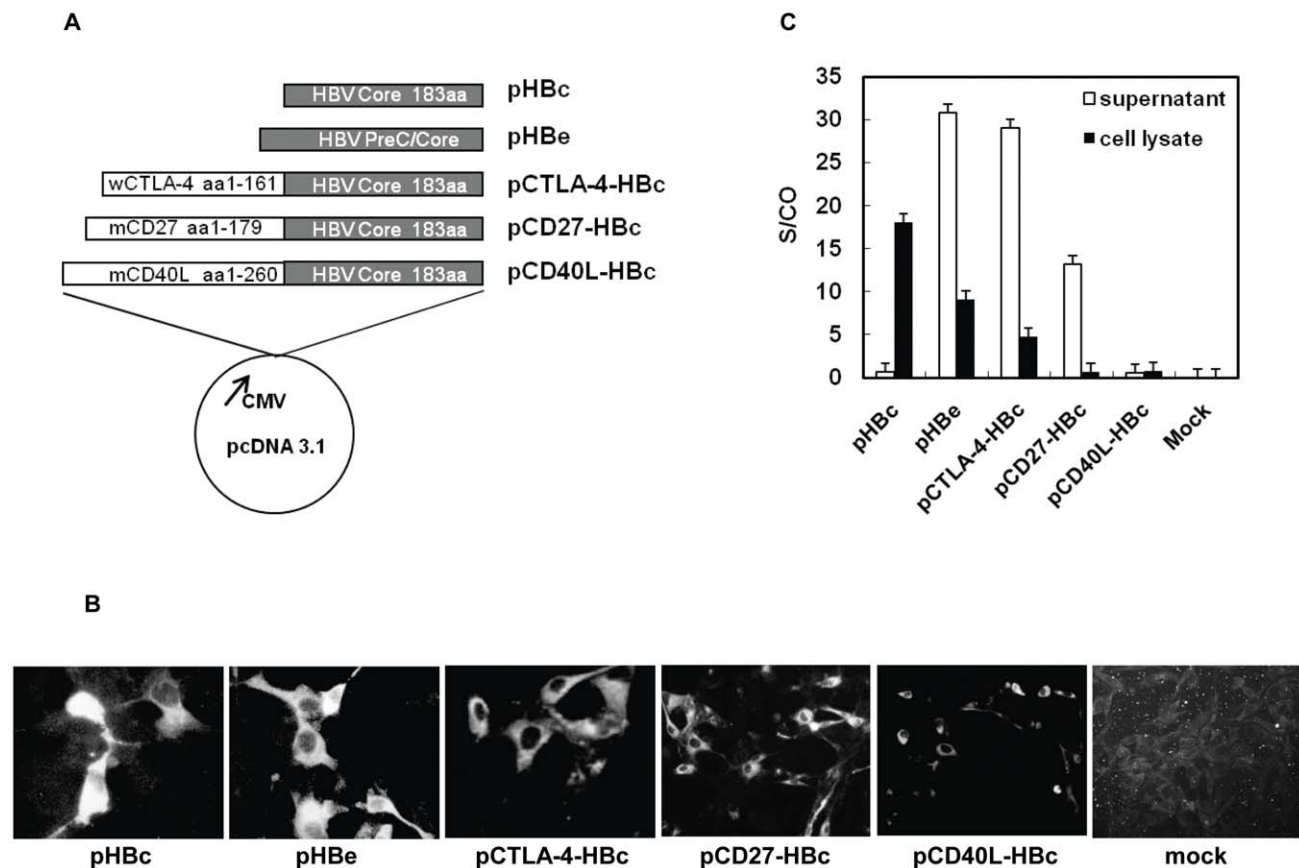 A
HBV Core 183aa pHBc
HBV PreC/Core pHBe
wCTLA-4 aa1-161 HBV Core 183aa pCTLA-4-HBc
mCD27 aa1-179 HBV Core 183aa pCD27-HBc
mCD40L aa1-260 HBV Core 183aa pCD40L-HBc
CMV
pcDNA 3.1
C
35
30
25
20
15
10
5
0
S/CO
supernatant
cell lysate
pHBc
pHBe
pCTLA-4-HBc
pCD27-HBc
pCD40L-HBc
Mock
B
pHBc pHBe pCTLA-4-HBc pCD27-HBc pCD40L-HBc mock